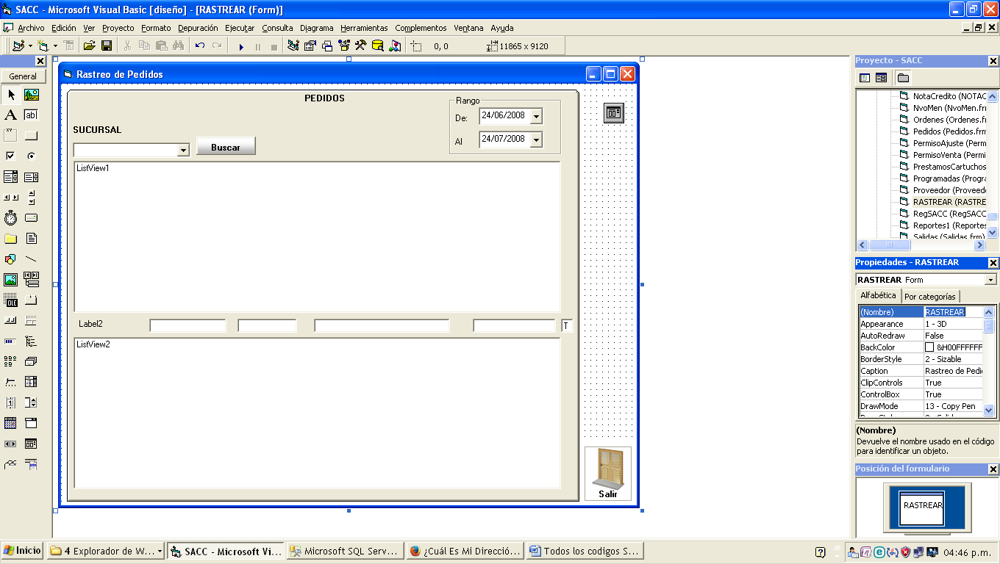 SACC - Microsoft Visual Basic [diseño] - [RASTREAR (Form)]
Archivo Edición Ver Proyecto Formato Depuración Ejecutar Consulta Diagrama Herramientas Complementos Ventana Ayuda
0, 0 11865 x 9120
General
A ab|
XY
OLE
Rastreo de Pedidos
PEDIDOS
Rango
De: 24/06/2008
Al 24/07/2008
SUCURSAL
Buscar
ListView1
Label2 T
ListView2
Salir
Proyecto - SACC
NotaCredito (NOTAC
NvoMen (NvoMen.fr
Ordenes (Ordenes.fr
Pedidos (Pedidos.frm
PermisoAjuste (Perm
PermisoVenta (Permi
PrestamosCartuchos
Programadas (Progra
Proveedor (Proveed
RASTREAR (RASTRE
RegSACC (RegSACC
Reportes1 (Reportes
Salidas (Salidas.frm)
Propiedades - RASTREAR
RASTREAR Form
Alfabética Por categorías
(Nombre) RASTREAR
Appearance 1 - 3D
AutoRedraw False
BackColor &H00FFFFFF
BorderStyle 2 - Sizable
Caption Rastreo de Pedi
ClipControls True
ControlBox True
DrawMode 13 - Copy Pen
(Nombre)
Devuelve el nombre usado en el código
para identificar un objeto.
Posición del formulario
RASTREAR
Inicio 4 Explorador de W... SACC - Microsoft Vi... Microsoft SQL Serv... ¿Cuál Es Mi Direcció... Todos los codigos S... 04:46 p.m.